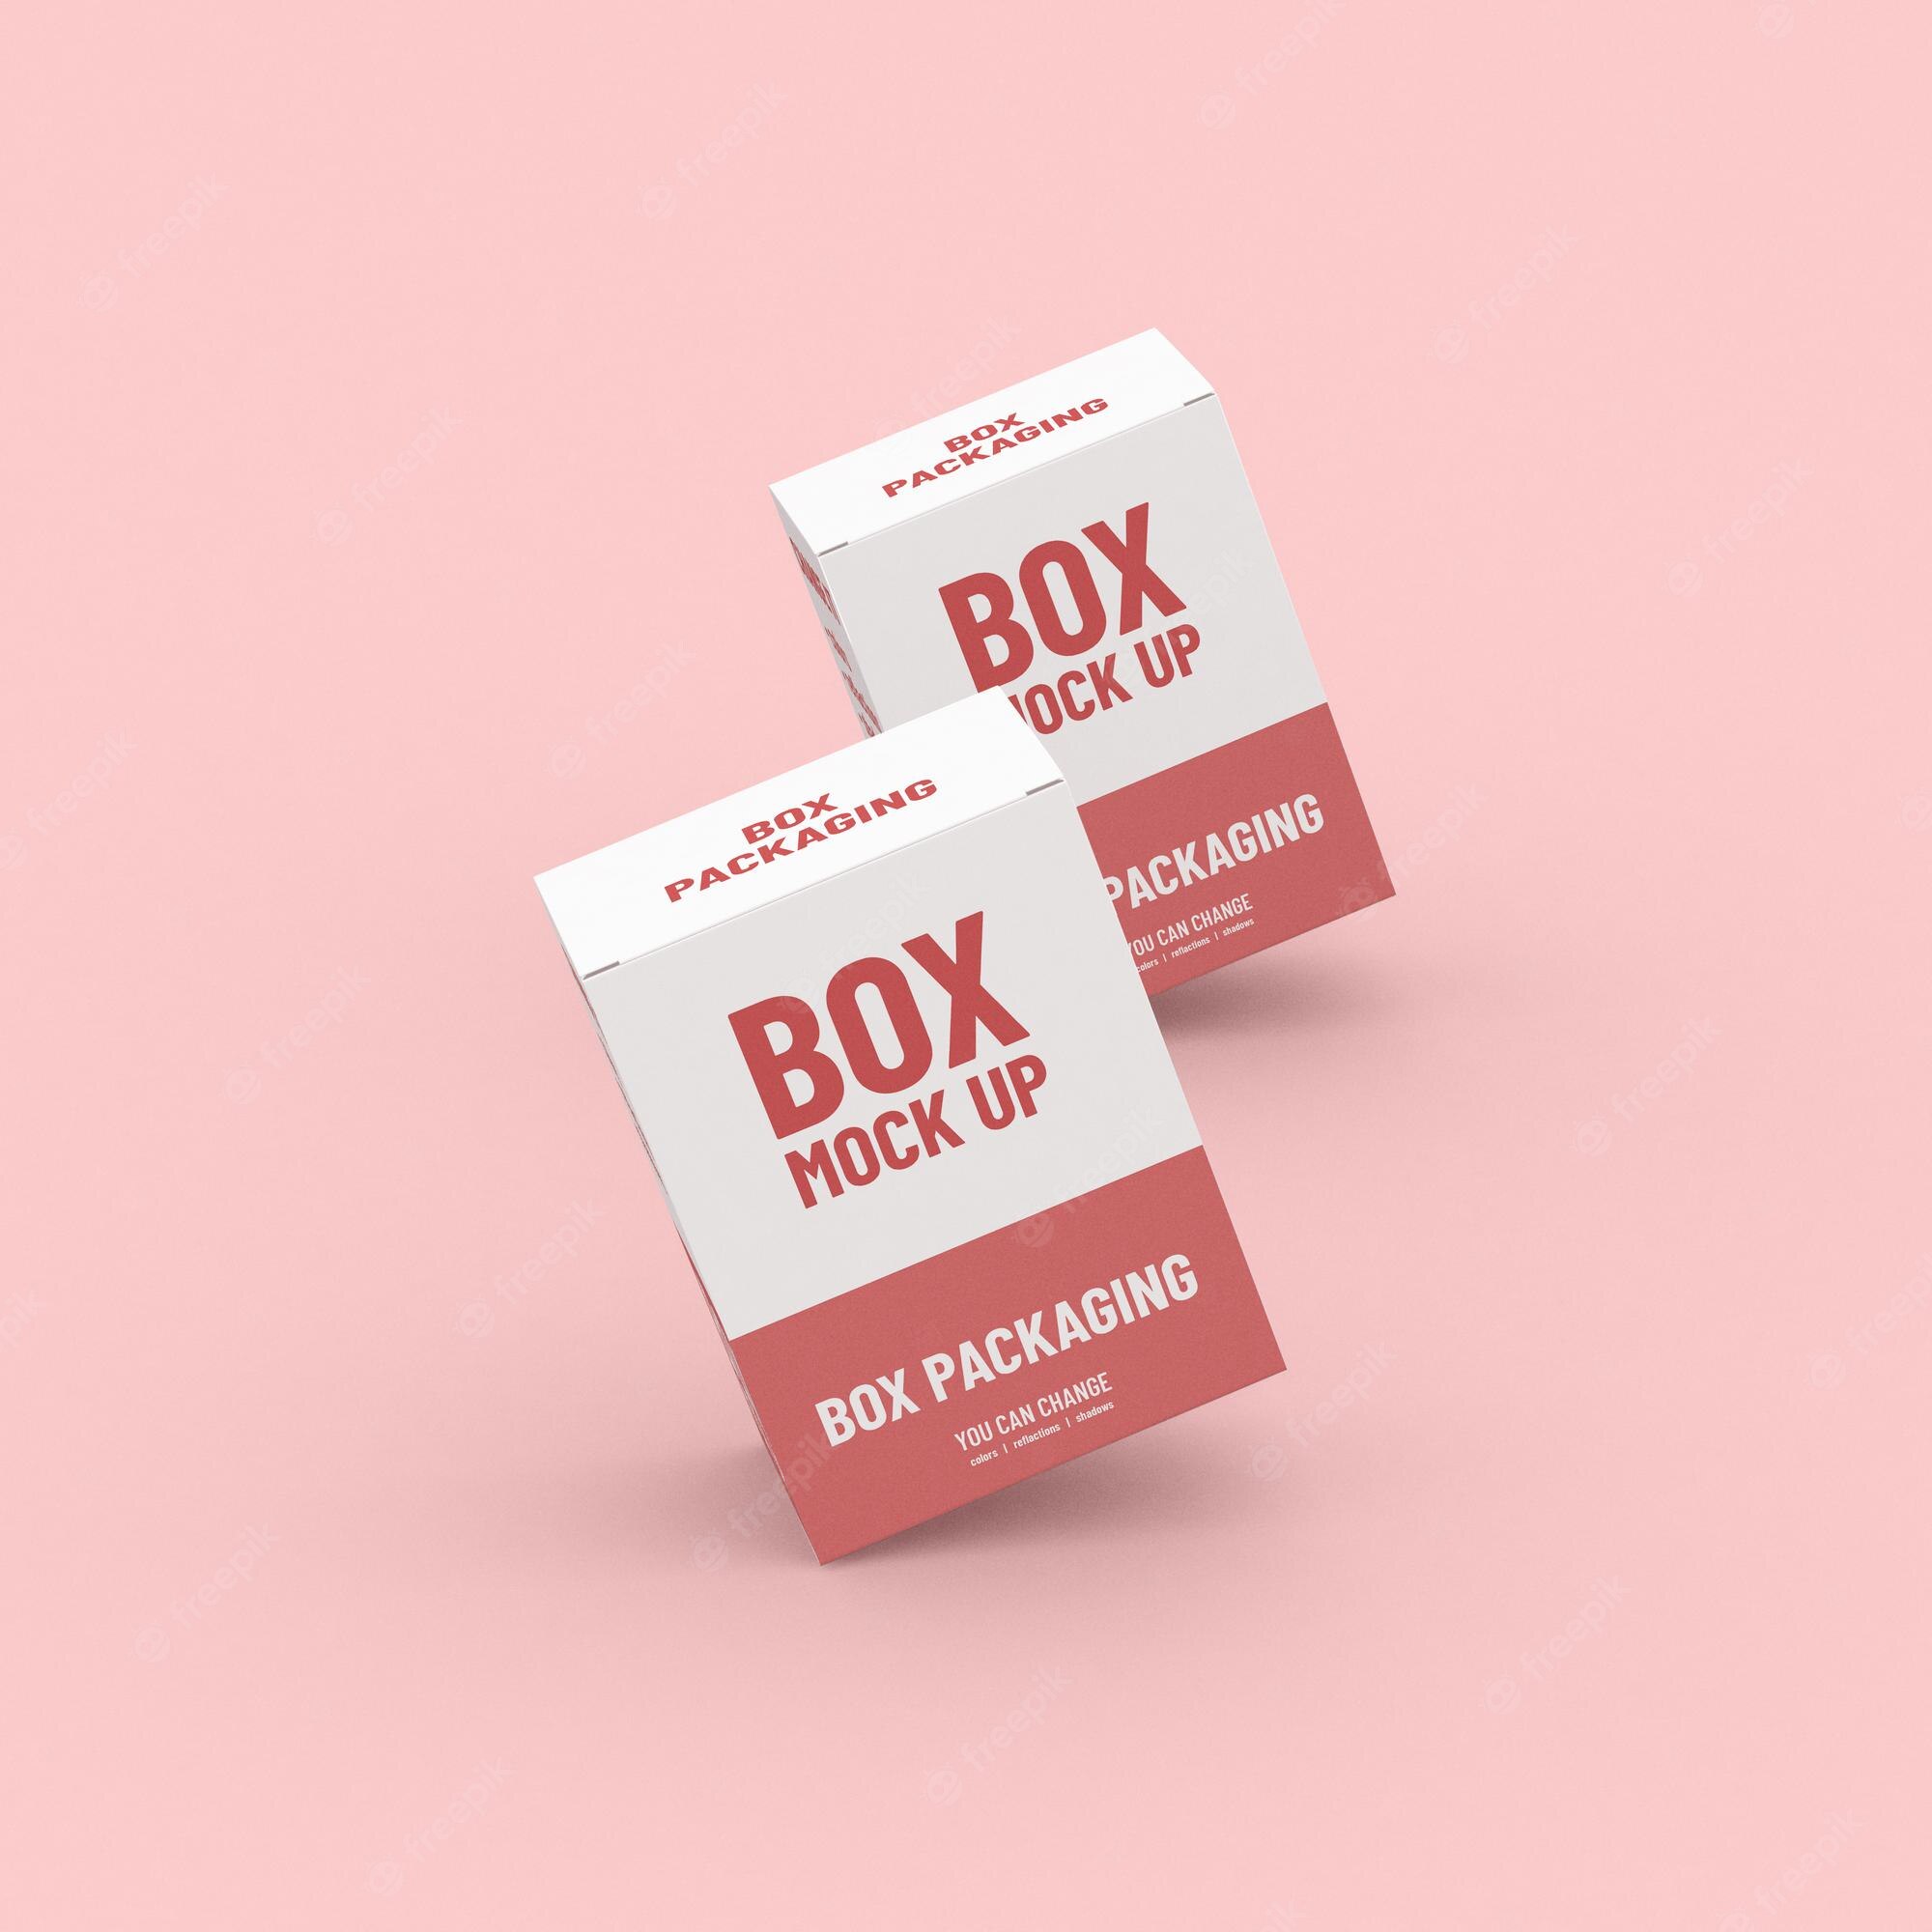 BOX
PACKAGING
BOX
MOCK UP
PACKAGING
YOU CAN CHANGE
colors | reflactions | shadows
BOX
PACKAGING
BOX
MOCK UP
BOX PACKAGING
YOU CAN CHANGE
colors | reflactions | shadows
freepik